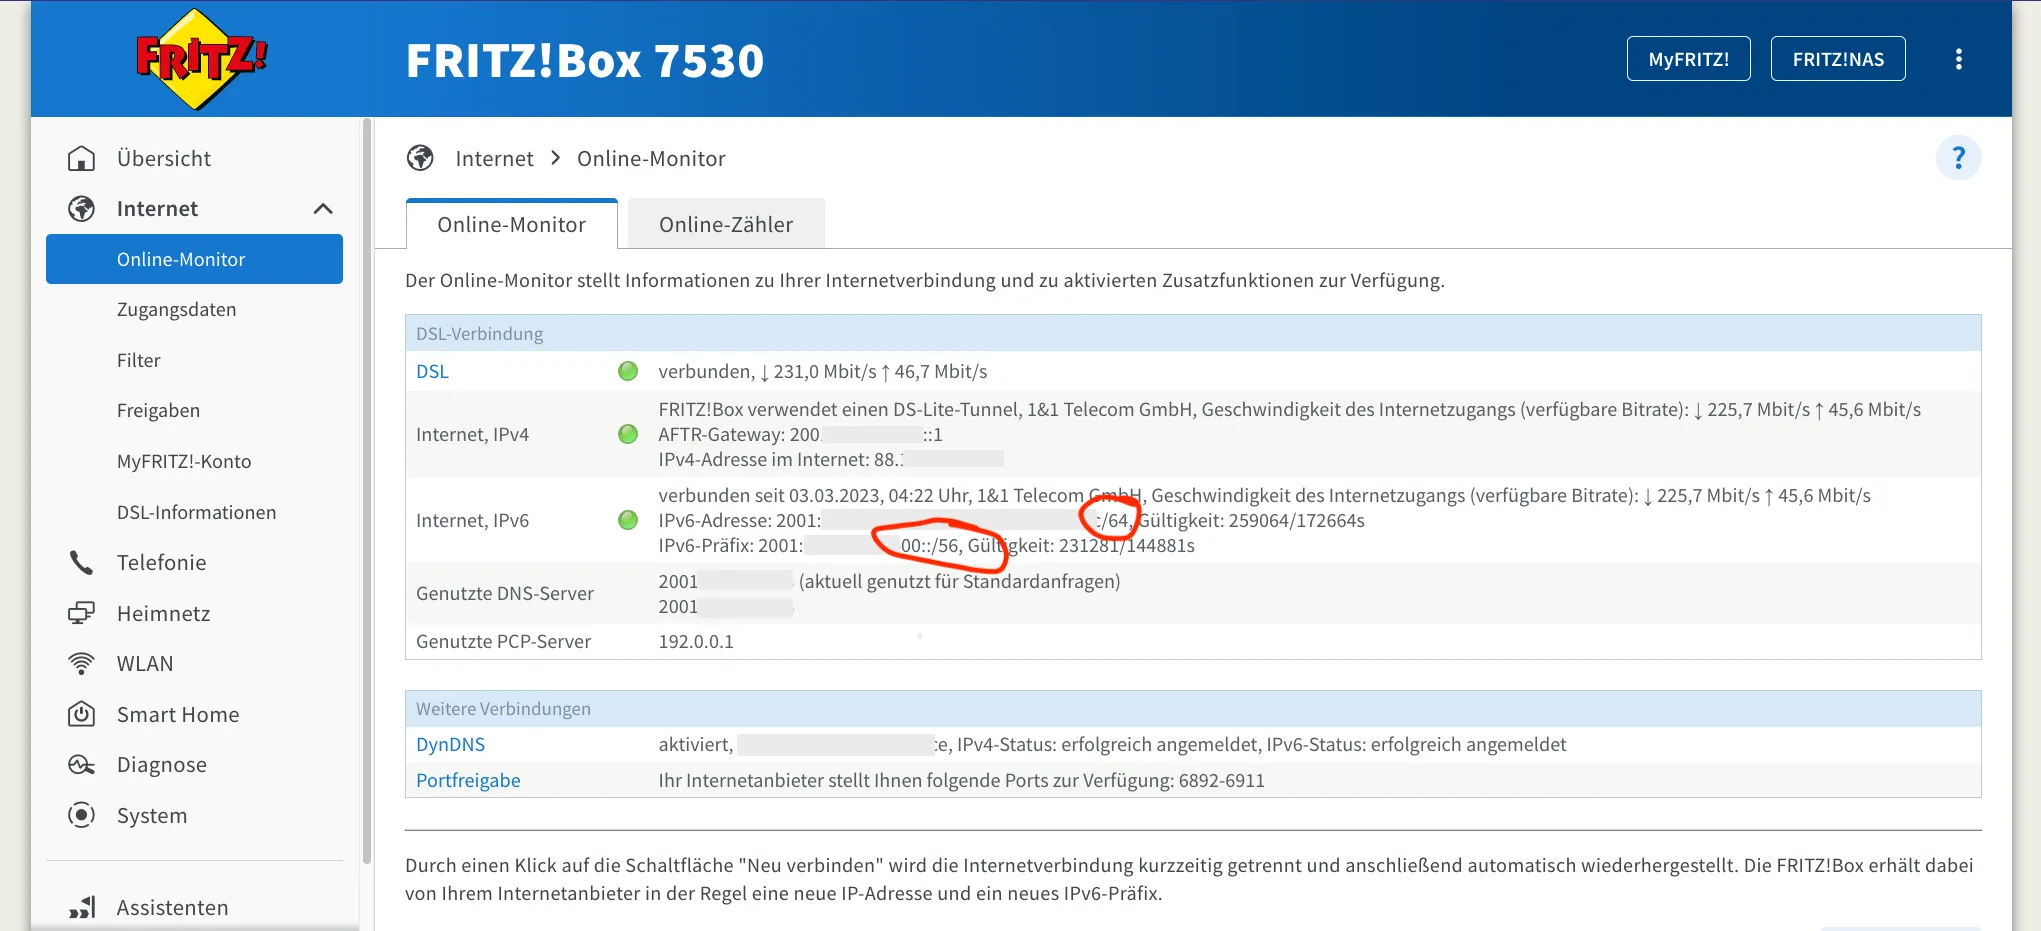 FRITZ!
FRITZ!Box 7530
MyFRITZ!
FRITZ!NAS
Übersicht
Internet
Online-Monitor
Zugangsdaten
Filter
Freigaben
MyFRITZ!-Konto
DSL-Informationen
Telefonie
Heimnetz
WLAN
Smart Home
Diagnose
System
Assistenten
Internet > Online-Monitor
?
Online-Monitor
Online-Zähler
Der Online-Monitor stellt Informationen zu Ihrer Internetverbindung und zu aktivierten Zusatzfunktionen zur Verfügung.
DSL-Verbindung
DSL
verbunden, ↓ 231,0 Mbit/s ↑ 46,7 Mbit/s
Internet, IPv4
FRITZ!Box verwendet einen DS-Lite-Tunnel, 1&1 Telecom GmbH, Geschwindigkeit des Internetzugangs (verfügbare Bitrate): ↓ 225,7 Mbit/s ↑ 45,6 Mbit/s
AFTR-Gateway: 200 ::1
IPv4-Adresse im Internet: 88.
Internet, IPv6
verbunden seit 03.03.2023, 04:22 Uhr, 1&1 Telecom GmbH, Geschwindigkeit des Internetzugangs (verfügbare Bitrate): ↓ 225,7 Mbit/s ↑ 45,6 Mbit/s
IPv6-Adresse: 2001: /64, Gültigkeit: 259064/172664s
IPv6-Präfix: 2001: 00::/56, Gültigkeit: 231281/144881s
Genutzte DNS-Server
2001 (aktuell genutzt für Standardanfragen)
2001
Genutzte PCP-Server
192.0.0.1
Weitere Verbindungen
DynDNS
aktiviert, e, IPv4-Status: erfolgreich angemeldet, IPv6-Status: erfolgreich angemeldet
Portfreigabe
Ihr Internetanbieter stellt Ihnen folgende Ports zur Verfügung: 6892-6911
Durch einen Klick auf die Schaltfläche "Neu verbinden" wird die Internetverbindung kurzzeitig getrennt und anschließend automatisch wiederhergestellt. Die FRITZ!Box erhält dabei
von Ihrem Internetanbieter in der Regel eine neue IP-Adresse und ein neues IPv6-Präfix.